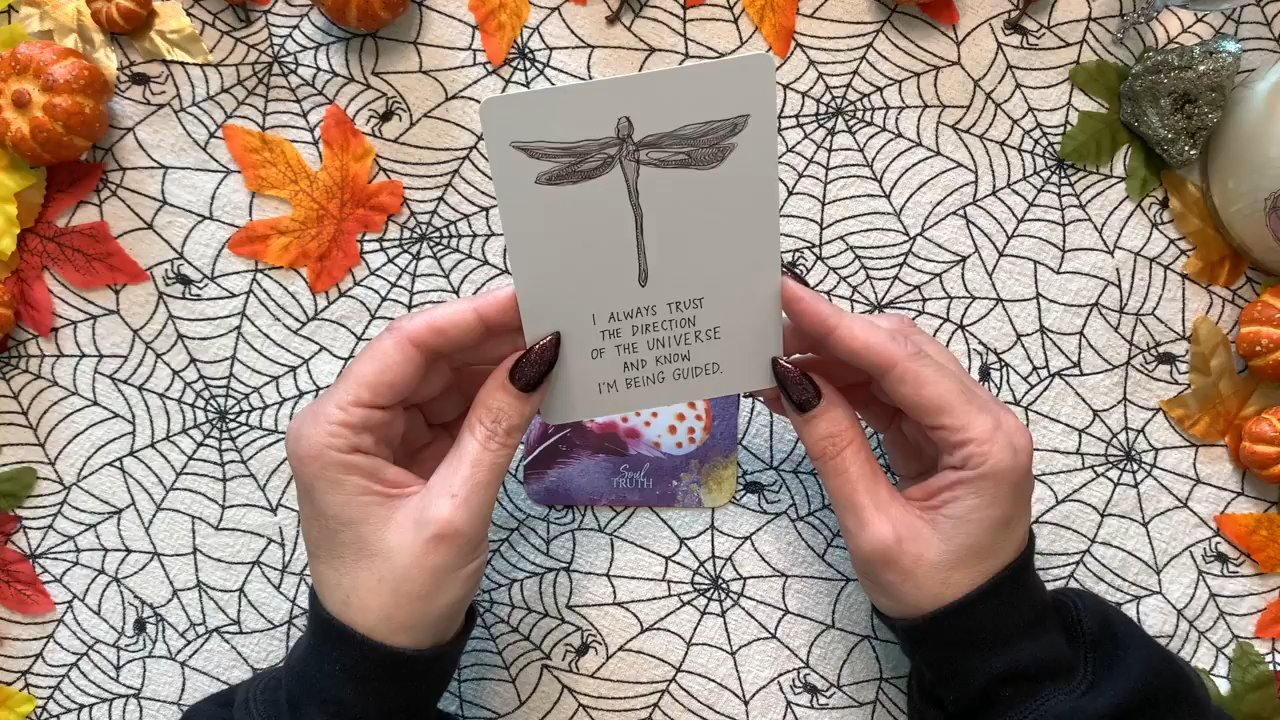 I ALWAYS TRUST
THE DIRECTION
OF THE UNIVERSE
AND KNOW
I'M BEING GUIDED.
Soul
TRUTH